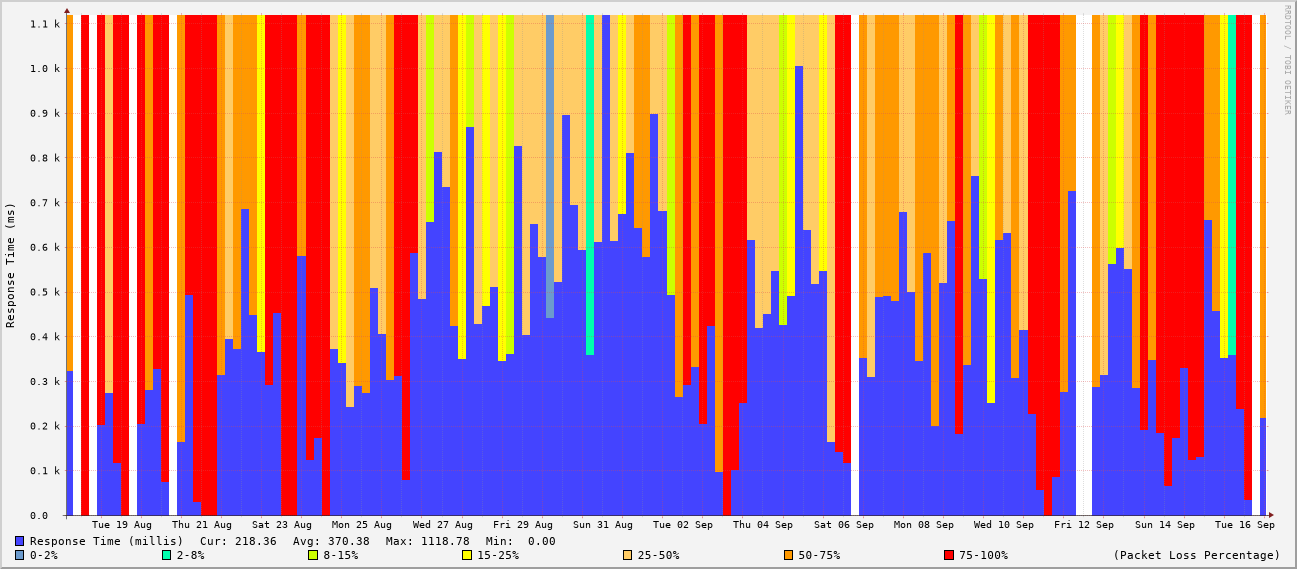 RRDTOOL / TOBI OETIKER
Response Time (ms)
1.1 k
1.0 k
0.9 k
0.8 k
0.7 k
0.6 k
0.5 k
0.4 k
0.3 k
0.2 k
0.1 k
0.0
Tue 19 Aug Thu 21 Aug Sat 23 Aug Mon 25 Aug Wed 27 Aug Fri 29 Aug Sun 31 Aug Tue 02 Sep Thu 04 Sep Sat 06 Sep Mon 08 Sep Wed 10 Sep Fri 12 Sep Sun 14 Sep Tue 16 Sep
Response Time (millis) Cur: 218.36 Avg: 370.38 Max: 1118.78 Min: 0.00
0-2% 2-8% 8-15% 15-25% 25-50% 50-75% 75-100% (Packet Loss Percentage)